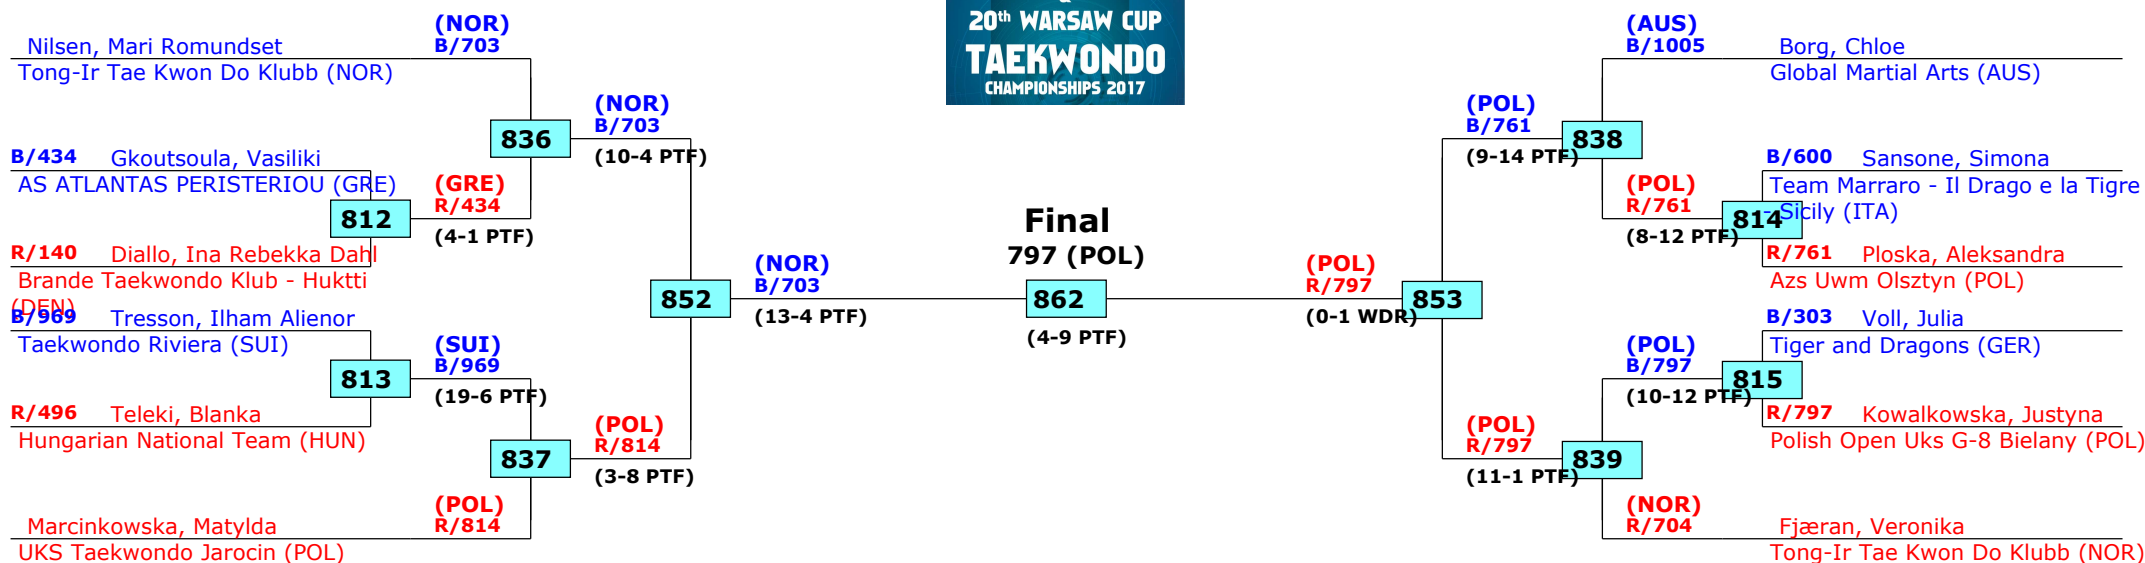 20th WARSAW CUP
TAEKWONDO
CHAMPIONSHIPS 2017
(NOR)
B/703
Nilsen, Mari Romundset
Tong-Ir Tae Kwon Do Klubb (NOR)
B/434 Gkoutsoula, Vasiliki
AS ATLANTAS PERISTERIOU (GRE)
812
R/140 Diallo, Ina Rebekka Dahl
Brande Taekwondo Klub - Huktti
(DEN)
B/969 Tresson, Ilham Alienor
Taekwondo Riviera (SUI)
813
R/496 Teleki, Blanka
Hungarian National Team (HUN)
Marcinkowska, Matylda
UKS Taekwondo Jarocin (POL)
(GRE)
R/434
(4-1 PTF)
(SUI)
B/969
(19-6 PTF)
(POL)
R/814
836
837
(NOR)
B/703
(10-4 PTF)
(POL)
R/814
(3-8 PTF)
852
(NOR)
B/703
(13-4 PTF)
Final
797 (POL)
862
(4-9 PTF)
(POL)
R/797
(0-1 WDR)
853
(POL)
B/761
(9-14 PTF)
(POL)
R/797
(11-1 PTF)
838
839
(AUS)
B/1005
Borg, Chloe
Global Martial Arts (AUS)
(POL)
R/761
(8-12 PTF)
814
B/600 Sansone, Simona
Team Marraro - Il Drago e la Tigre
- Sicily (ITA)
R/761 Ploska, Aleksandra
Azs Uwm Olsztyn (POL)
(POL)
B/797
(10-12 PTF)
815
B/303 Voll, Julia
Tiger and Dragons (GER)
R/797 Kowalkowska, Justyna
Polish Open Uks G-8 Bielany (POL)
(NOR)
R/704
Fjæran, Veronika
Tong-Ir Tae Kwon Do Klubb (NOR)